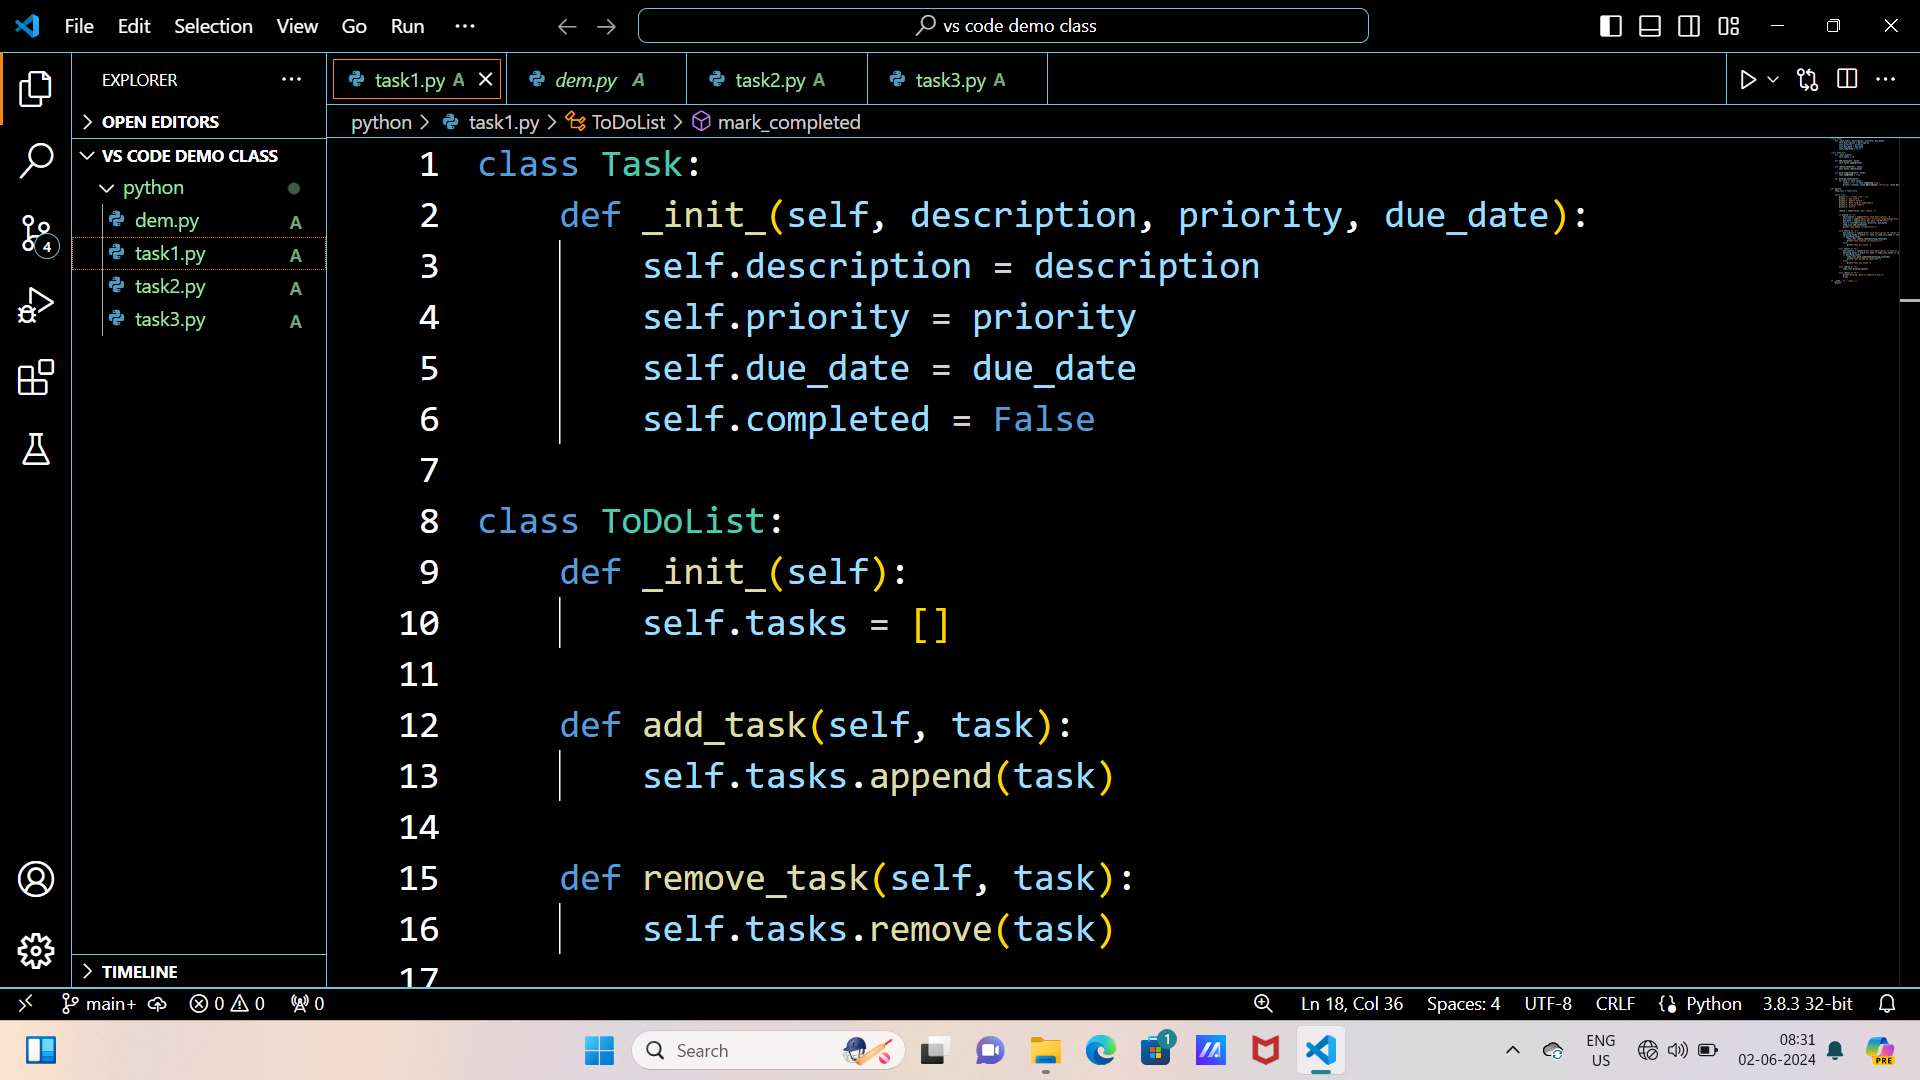 File Edit Selection View Go Run ···
vs code demo class
EXPLORER
task1.py A
dem.py A
task2.py A
task3.py A
OPEN EDITORS
python > task1.py > ToDoList > mark_completed
VS CODE DEMO CLASS
python
dem.py A
task1.py A
task2.py A
task3.py A
4
1 class Task:
2 def _init_(self, description, priority, due_date):
3 self.description = description
4 self.priority = priority
5 self.due_date = due_date
6 self.completed = False
7
8 class ToDoList:
9 def _init_(self):
10 self.tasks = []
11
12 def add_task(self, task):
13 self.tasks.append(task)
14
15 def remove_task(self, task):
16 self.tasks.remove(task)
17
TIMELINE
main+ 0 0 0
Ln 18, Col 36 Spaces: 4 UTF-8 CRLF Python 3.8.3 32-bit
Search
1
ENG
US
08:31
02-06-2024
PRE